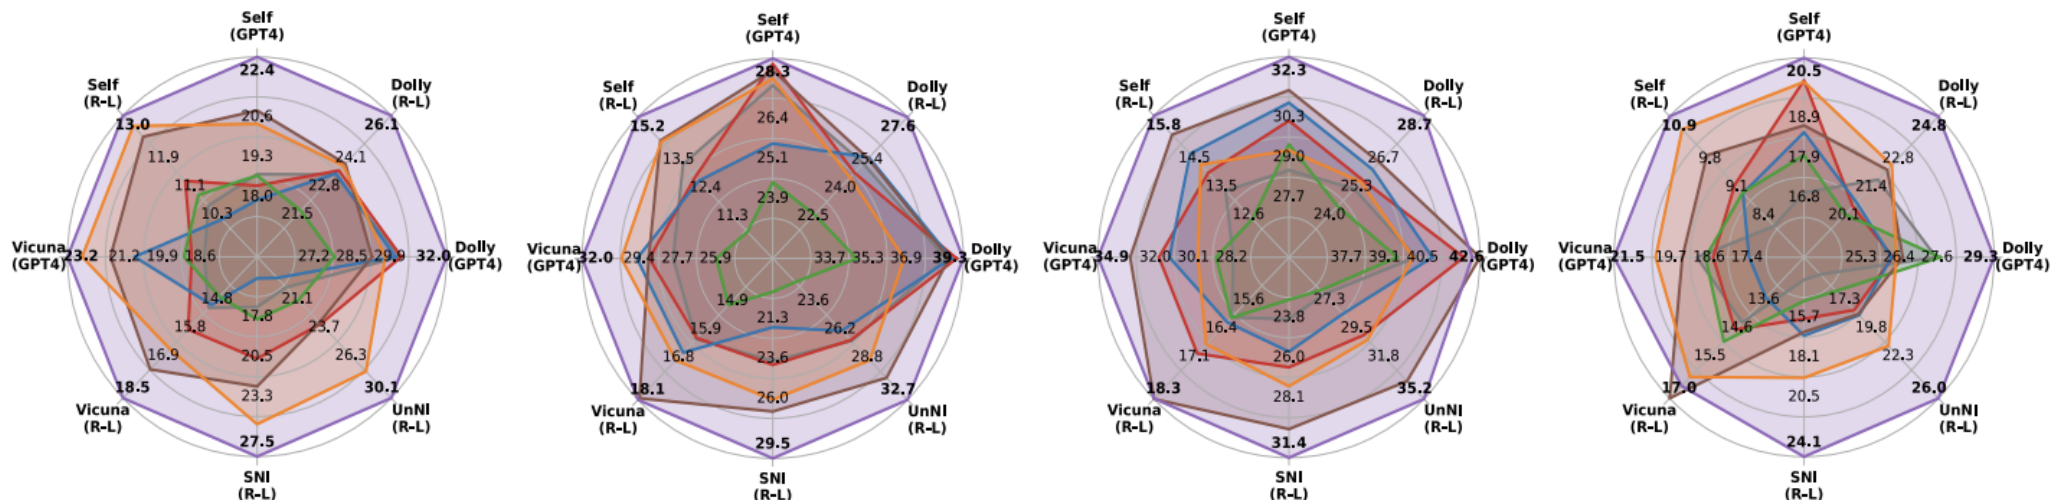 Self
(GPT4)
Dolly
(R-L)
Dolly
(GPT4)
UnNI
(R-L)
SNI
(R-L)
Vicuna
(R-L)
Vicuna
(GPT4)
Self
(R-L)
22.4
20.6
19.3
18.0
26.1
24.1
22.8
21.5
27.2 28.5 29.9 32.0
21.1
23.7
26.3
30.1
17.8
20.5
23.3
27.5
14.8
15.8
16.9
18.5
23.2 21.2 19.9 18.6
13.0
11.9
11.1
10.3
Self
(GPT4)
Dolly
(R-L)
Dolly
(GPT4)
UnNI
(R-L)
SNI
(R-L)
Vicuna
(R-L)
Vicuna
(GPT4)
Self
(R-L)
28.3
26.4
25.1
23.9
27.6
25.4
24.0
22.5
33.7 35.3 36.9 39.3
23.6
26.2
28.8
32.7
21.3
23.6
26.0
29.5
14.9
15.9
16.8
18.1
32.0 29.4 27.7 25.9
15.2
13.5
12.4
11.3
Self
(GPT4)
Dolly
(R-L)
Dolly
(GPT4)
UnNI
(R-L)
SNI
(R-L)
Vicuna
(R-L)
Vicuna
(GPT4)
Self
(R-L)
32.3
30.3
29.0
27.7
28.7
26.7
25.3
24.0
37.7 39.1 40.5 42.6
27.3
29.5
31.8
35.2
23.8
26.0
28.1
31.4
15.6
16.4
17.1
18.3
34.9 32.0 30.1 28.2
15.8
14.5
13.5
12.6
Self
(GPT4)
Dolly
(R-L)
Dolly
(GPT4)
UnNI
(R-L)
SNI
(R-L)
Vicuna
(R-L)
Vicuna
(GPT4)
Self
(R-L)
20.5
18.9
17.9
16.8
24.8
22.8
21.4
20.1
25.3 26.4 27.6 29.3
17.3
19.8
22.3
26.0
15.7
18.1
20.5
24.1
13.6
14.6
15.5
17.0
21.5 19.7 18.6 17.4
10.9
9.8
9.1
8.4